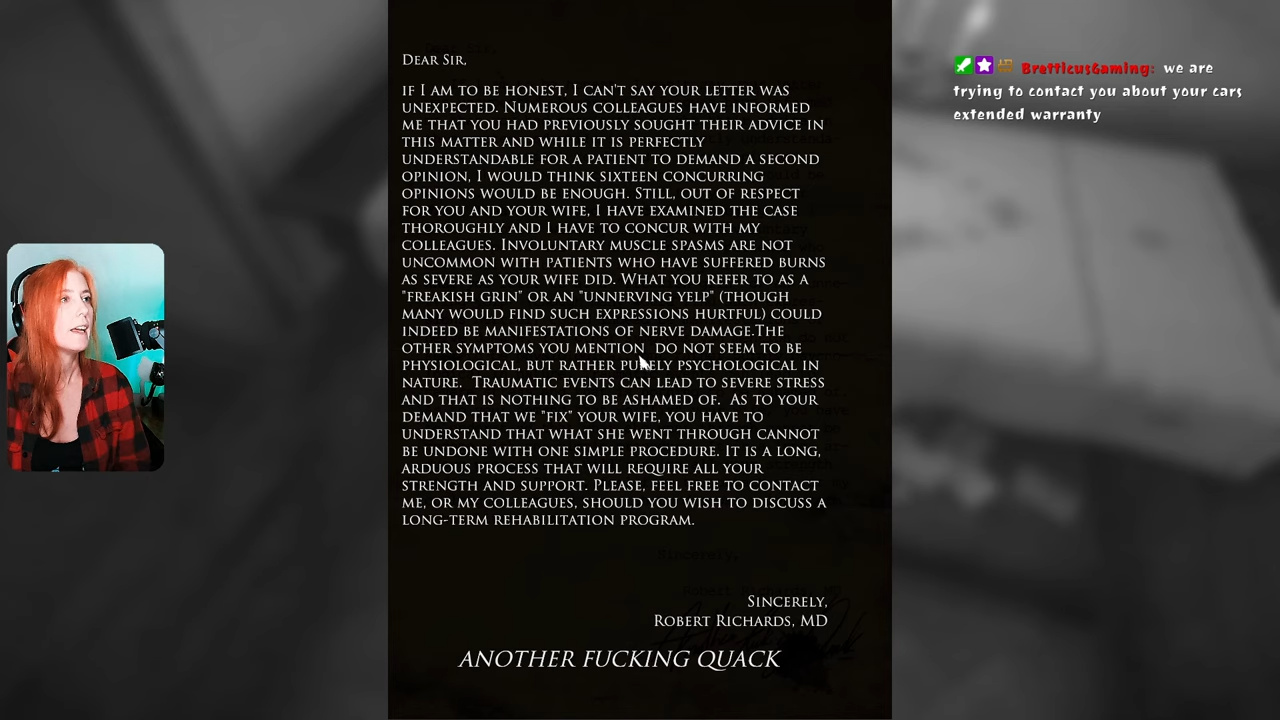 Dear Sir,
if I am to be honest, I can't say your letter was
unexpected. Numerous colleagues have informed
me that you had previously sought their advice in
this matter and while it is perfectly
understandable for a patient to demand a second
opinion, I would think sixteen concurring
opinions would be enough. Still, out of respect
for you and your wife, I have examined the case
thoroughly and I have to concur with my
colleagues. Involuntary muscle spasms are not
uncommon with patients who have suffered burns
as severe as your wife did. What you refer to as a
"freakish grin" or an "unnerving yelp" (though
many would find such expressions hurtful) could
indeed be manifestations of nerve damage.The
other symptoms you mention  do not seem to be
physiological, but rather purely psychological in
nature.  Traumatic events can lead to severe stress
and that is nothing to be ashamed of.  As to your
demand that we "fix" your wife, you have to
understand that what she went through cannot
be undone with one simple procedure. It is a long,
arduous process that will require all your
strength and support. Please, feel free to contact
me, or my colleagues, should you wish to discuss a
long-term rehabilitation program.
Sincerely,
Robert Richards, MD
ANOTHER FUCKING QUACK
BretticusGaming: we are
trying to contact you about your cars
extended warranty